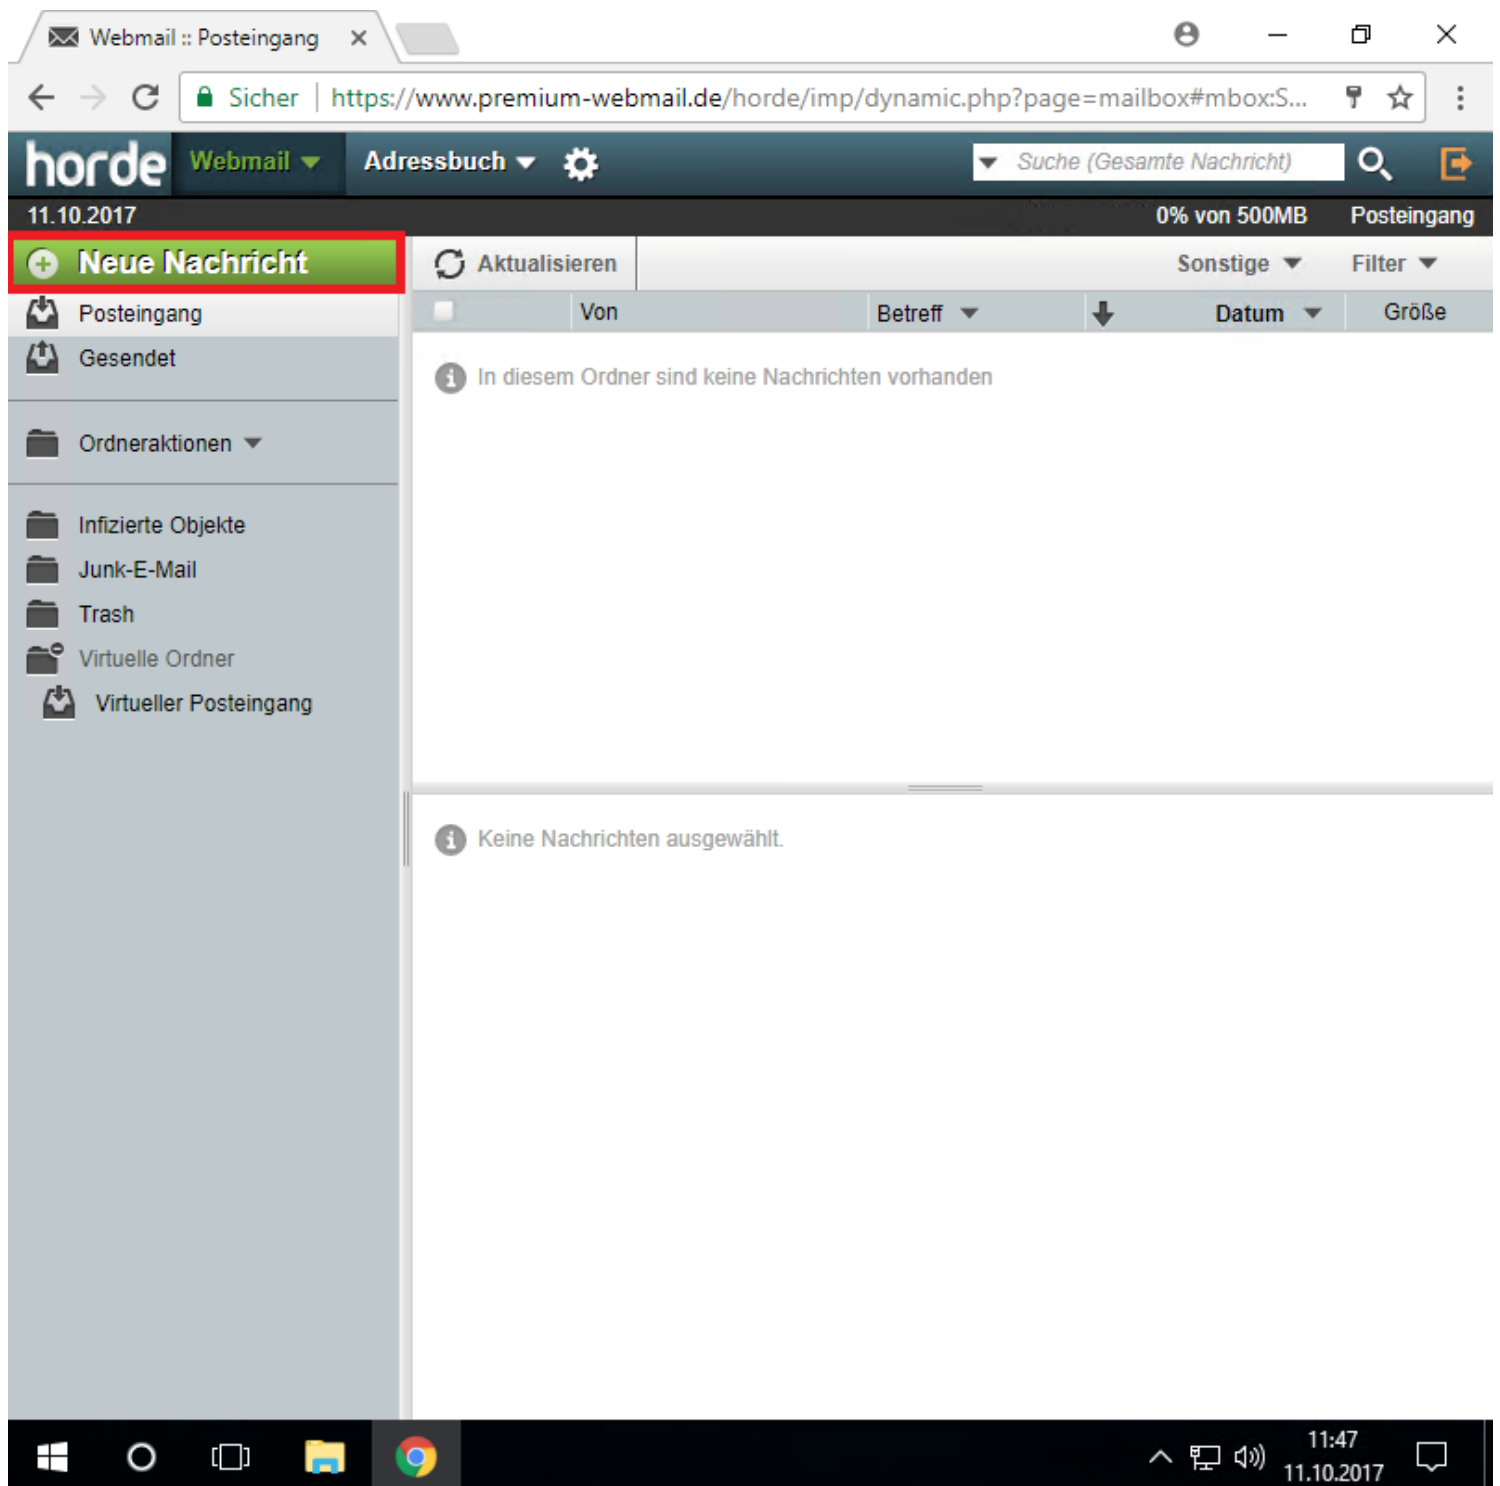 Webmail :: Posteingang
Sicher https://www.premium-webmail.de/horde/imp/dynamic.php?page=mailbox#mbox:S...
horde Webmail Adressbuch Suche (Gesamte Nachricht)
11.10.2017 0% von 500MB Posteingang
Neue Nachricht Aktualisieren Sonstige Filter
Posteingang Von Betreff Datum Größe
Gesendet
In diesem Ordner sind keine Nachrichten vorhanden
Ordneraktionen
Infizierte Objekte
Junk-E-Mail
Trash
Virtuelle Ordner
Virtueller Posteingang
Keine Nachrichten ausgewählt.
11:47
11.10.2017